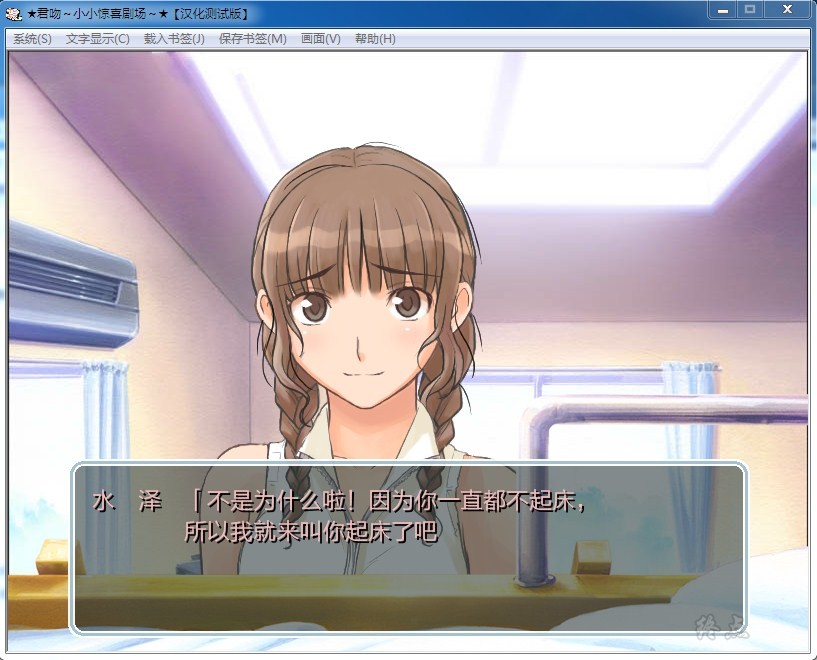 ★君吻～小小惊喜剧场～★【汉化测试版】
系统(S) 文字显示(C) 载入书签(J) 保存书签(M) 画面(V) 帮助(H)
水　泽　「不是为什么啦！因为你一直都不起床，
所以我就来叫你起床了吧
终点